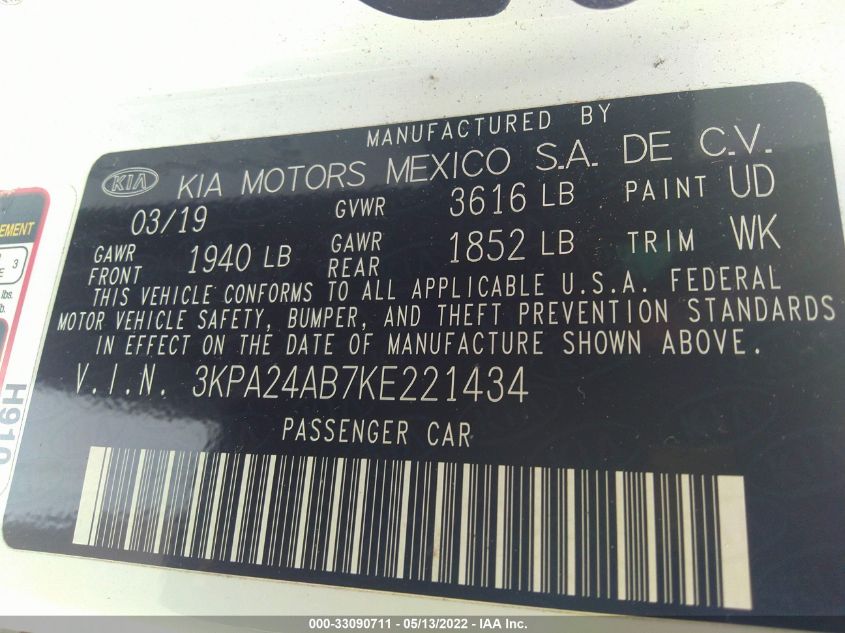 MANUFACTURED BY
KIA KIA MOTORS MEXICO S.A. DE C.V.
03/19 GVWR 3616 LB PAINT UD
GAWR FRONT 1940 LB GAWR REAR 1852 LB TRIM WK
THIS VEHICLE CONFORMS TO ALL APPLICABLE U.S.A. FEDERAL
MOTOR VEHICLE SAFETY, BUMPER, AND THEFT PREVENTION STANDARDS
IN EFFECT ON THE DATE OF MANUFACTURE SHOWN ABOVE.
V.I.N. 3KPA24AB7KE221434
PASSENGER CAR
3
lbs.
H910
000-33090711 - 05/13/2022 - IAA Inc.